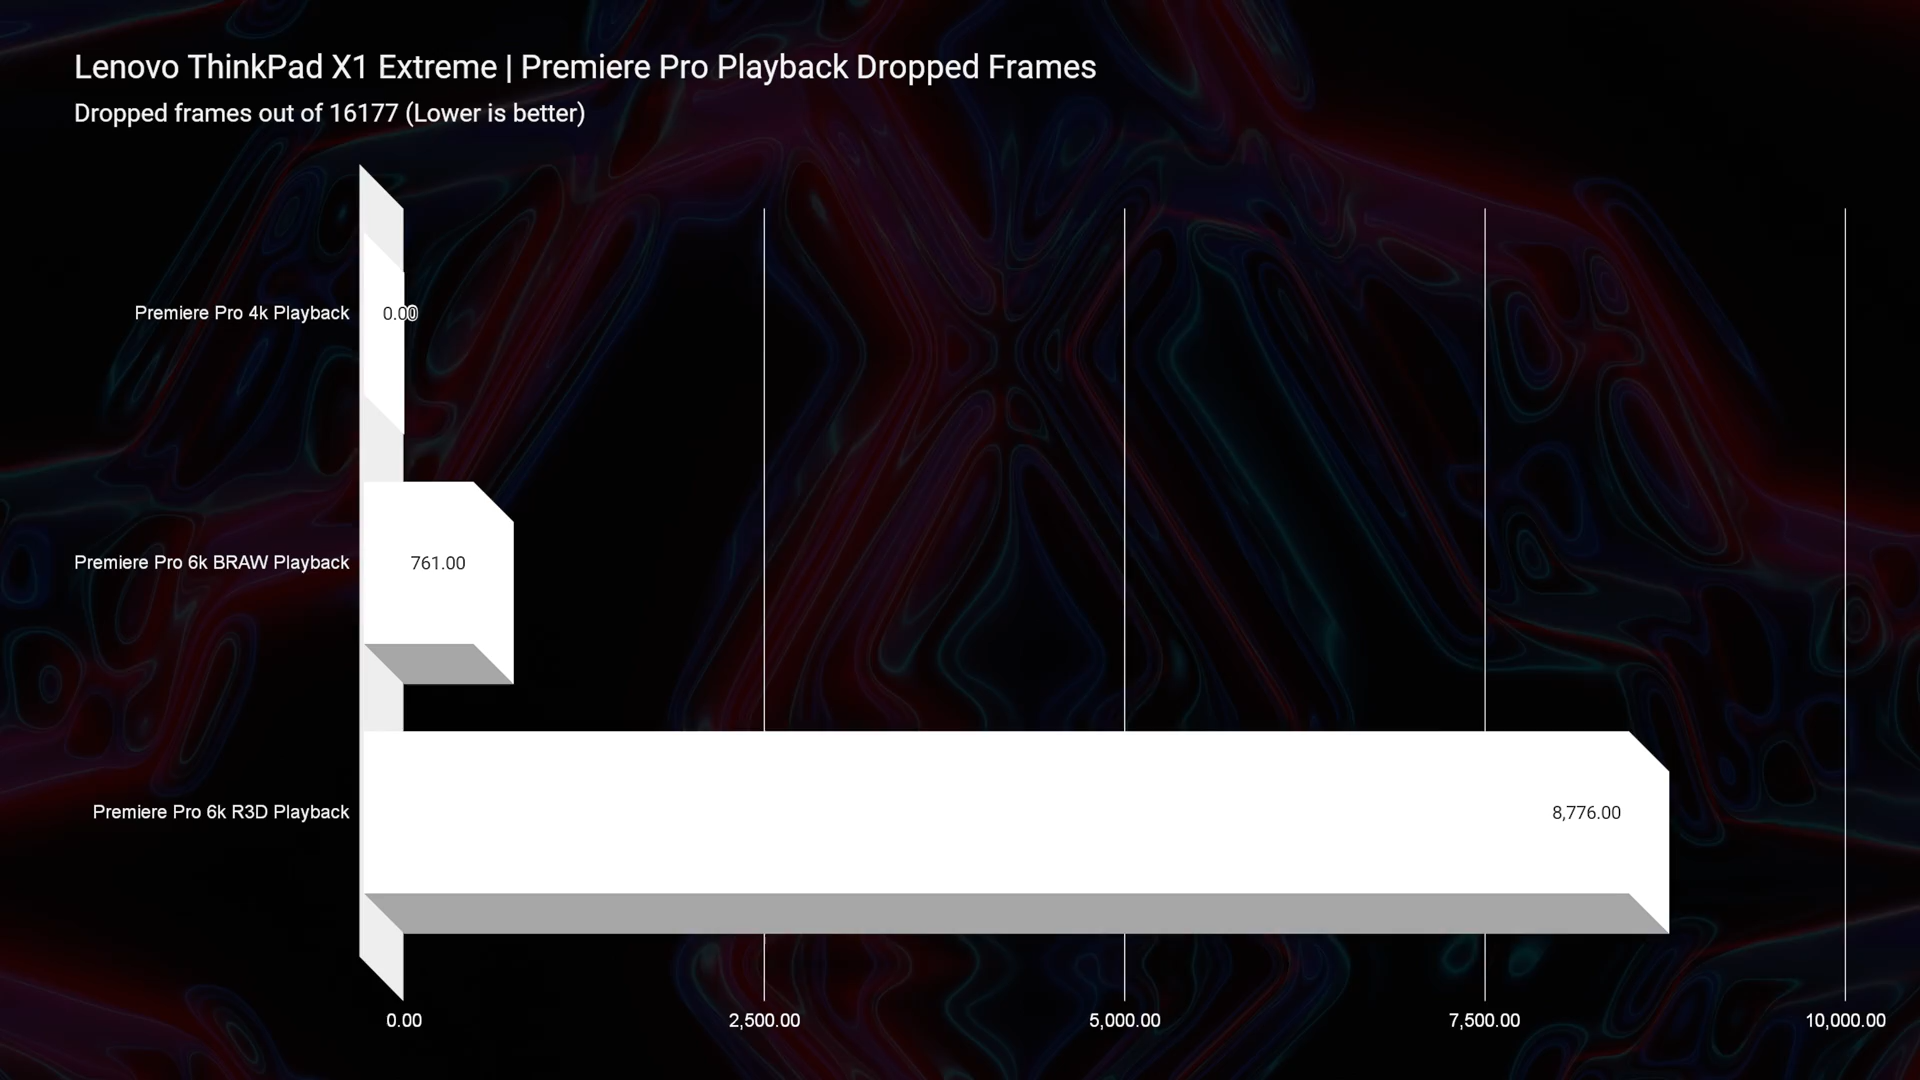 Lenovo ThinkPad X1 Extreme | Premiere Pro Playback Dropped Frames
Dropped frames out of 16177 (Lower is better)
Premiere Pro 4k Playback
0.00
Premiere Pro 6k BRAW Playback
761.00
Premiere Pro 6k R3D Playback
8,776.00
0.00
2,500.00
5,000.00
7,500.00
10,000.00